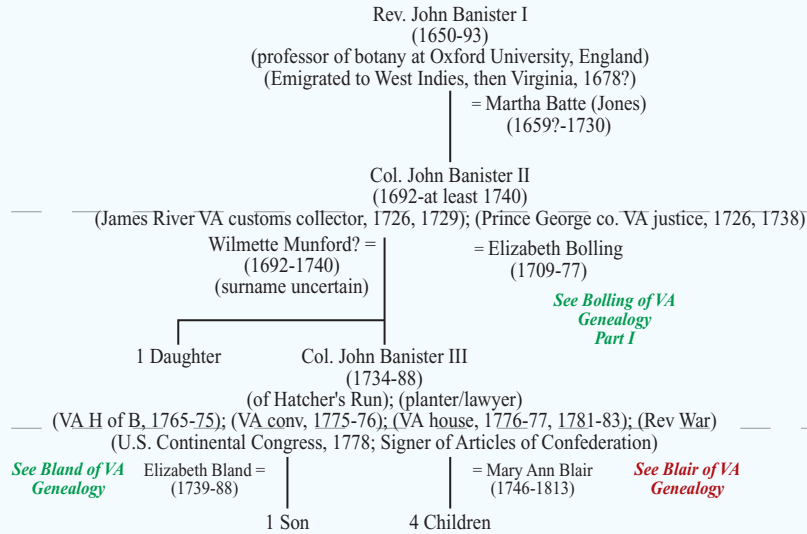 Rev. John Banister I
(1650-93)
(professor of botany at Oxford University, England)
(Emigrated to West Indies, then Virginia, 1678?)
= Martha Batte (Jones)
(1659?-1730)
Col. John Banister II
(1692-at least 1740)
(James River VA customs collector, 1726, 1729); (Prince George co. VA justice, 1726, 1738)
Wilmette Munford? =
(1692-1740)
(surname uncertain)
= Elizabeth Bolling
(1709-77)
See Bolling of VA
Genealogy
Part I
1 Daughter
Col. John Banister III
(1734-88)
(of Hatcher's Run); (planter/lawyer)
(VA H of B, 1765-75); (VA conv, 1775-76); (VA house, 1776-77, 1781-83); (Rev War)
(U.S. Continental Congress, 1778; Signer of Articles of Confederation)
See Bland of VA
Genealogy
Elizabeth Bland =
(1739-88)
= Mary Ann Blair
(1746-1813)
See Blair of VA
Genealogy
1 Son
4 Children